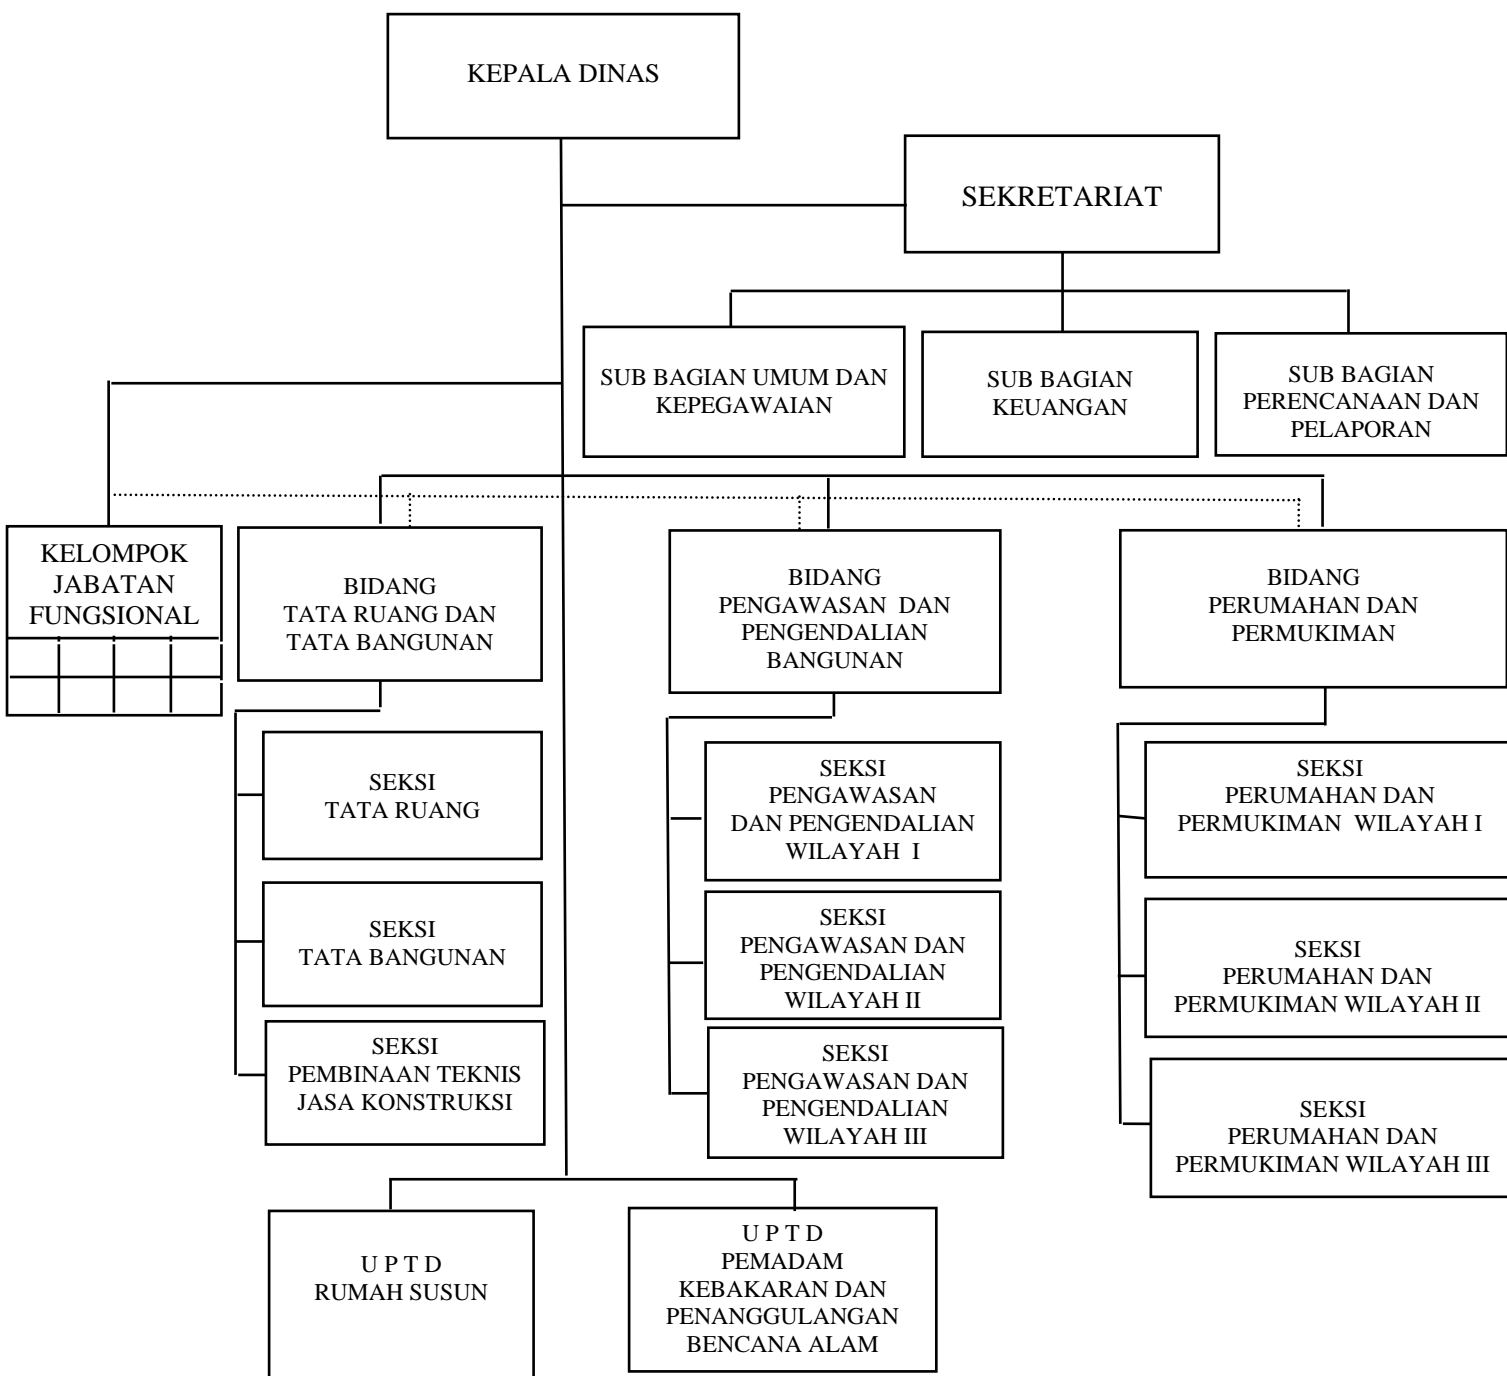 KEPALA DINAS
SEKRETARIAT
SUB BAGIAN UMUM DAN
KEPEGAWAIAN
SUB BAGIAN
KEUANGAN
SUB BAGIAN
PERENCANAAN DAN
PELAPORAN
KELOMPOK
JABATAN
FUNGSIONAL
BIDANG
TATA RUANG DAN
TATA BANGUNAN
BIDANG
PENGAWASAN  DAN
PENGENDALIAN
BANGUNAN
BIDANG
PERUMAHAN DAN
PERMUKIMAN
SEKSI
TATA RUANG
SEKSI
TATA BANGUNAN
SEKSI
PEMBINAAN TEKNIS
JASA KONSTRUKSI
SEKSI
PENGAWASAN
DAN PENGENDALIAN
WILAYAH  I
SEKSI
PENGAWASAN DAN
PENGENDALIAN
WILAYAH II
SEKSI
PENGAWASAN DAN
PENGENDALIAN
WILAYAH III
SEKSI
PERUMAHAN DAN
PERMUKIMAN  WILAYAH I
SEKSI
PERUMAHAN DAN
PERMUKIMAN WILAYAH II
SEKSI
PERUMAHAN DAN
PERMUKIMAN WILAYAH III
U P T D
RUMAH SUSUN
U P T D
PEMADAM
KEBAKARAN DAN
PENANGGULANGAN
BENCANA ALAM